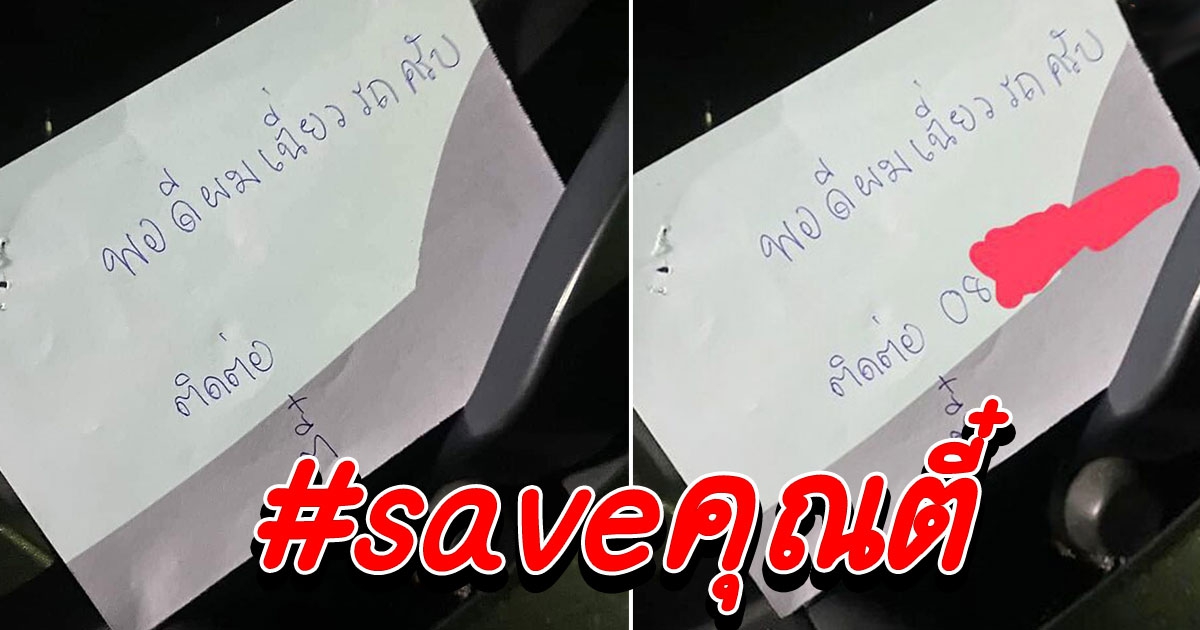 พอดีผมเฉี่ยว รถ ครับ
ติดต่อ
ตี๋
พอดีผมเฉี่ยว รถ ครับ
ติดต่อ 08
ตี๋
#saveคุณตี๋